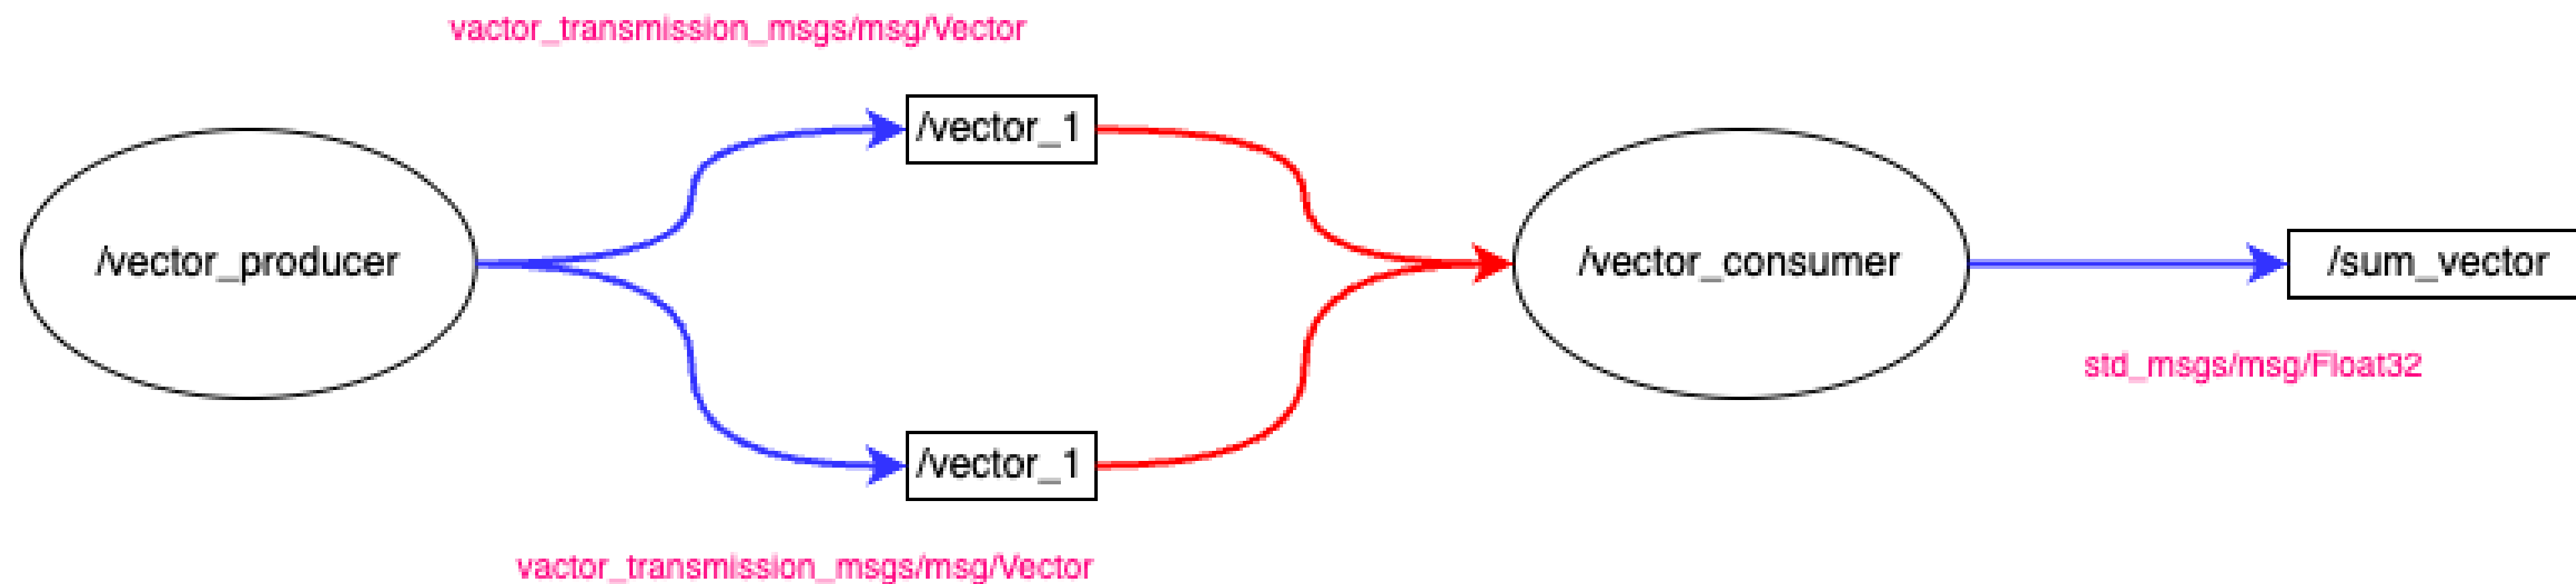 vactor_transmission_msgs/msg/Vector
/vector_1
/vector_producer
/vector_consumer
/sum_vector
std_msgs/msg/Float32
/vector_1
vactor_transmission_msgs/msg/Vector